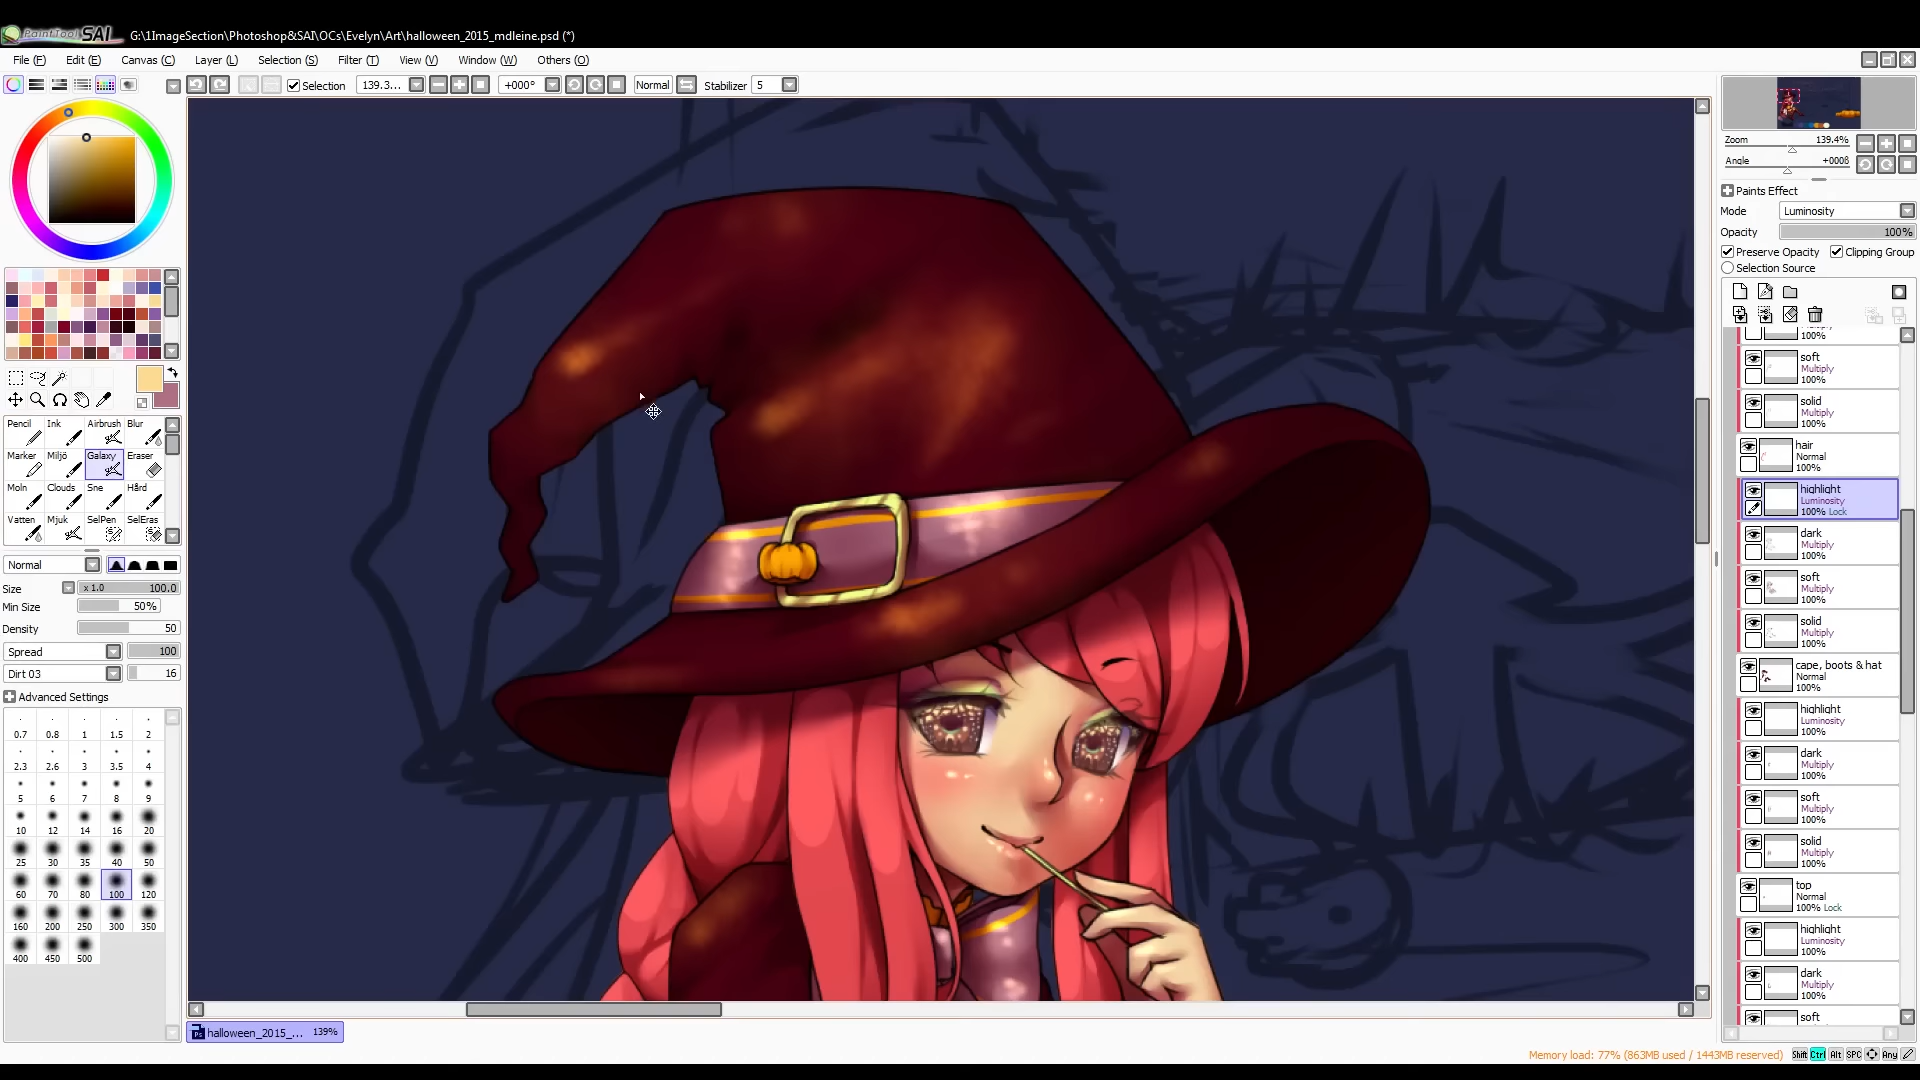 PaintTool SAI G:\1ImageSection\Photoshop&SAI\OCs\Evelyn\Art\halloween_2015_mdleine.psd (*)
File (F) Edit (E) Canvas (C) Layer (L) Selection (S) Filter (T) View (V) Window (W) Others (O)
Selection 139.3... +000° Normal Stabilizer 5
Zoom 139.4%
Angle +000ß
Paints Effect
Mode Luminosity
Opacity 100%
Preserve Opacity Clipping Group
Selection Source
Pencil Ink Airbrush Blur
Marker Miljö Galaxy Eraser
Moln Clouds Sne Hård
Vatten Mjuk SelPen SelEras
Normal
Size x 1.0 100.0
Min Size 50%
Density 50
Spread 100
Dirt 03 16
Advanced Settings
0.7 0.8 1 1.5 2
2.3 2.6 3 3.5 4
5 6 7 8 9
10 12 14 16 20
25 30 35 40 50
60 70 80 100 120
160 200 250 300 350
400 450 500
100%
soft
Multiply
100%
solid
Multiply
100%
hair
Normal
100%
highlight
Luminosity
100% Lock
dark
Multiply
100%
soft
Multiply
100%
solid
Multiply
100%
cape, boots & hat
Normal
100%
highlight
Luminosity
100%
dark
Multiply
100%
soft
Multiply
100%
solid
Multiply
100%
top
Normal
100% Lock
highlight
Luminosity
100%
dark
Multiply
100%
soft
halloween_2015_... 139%
Memory load: 77% (863MB used / 1443MB reserved) Shift Ctrl Alt SPC Any